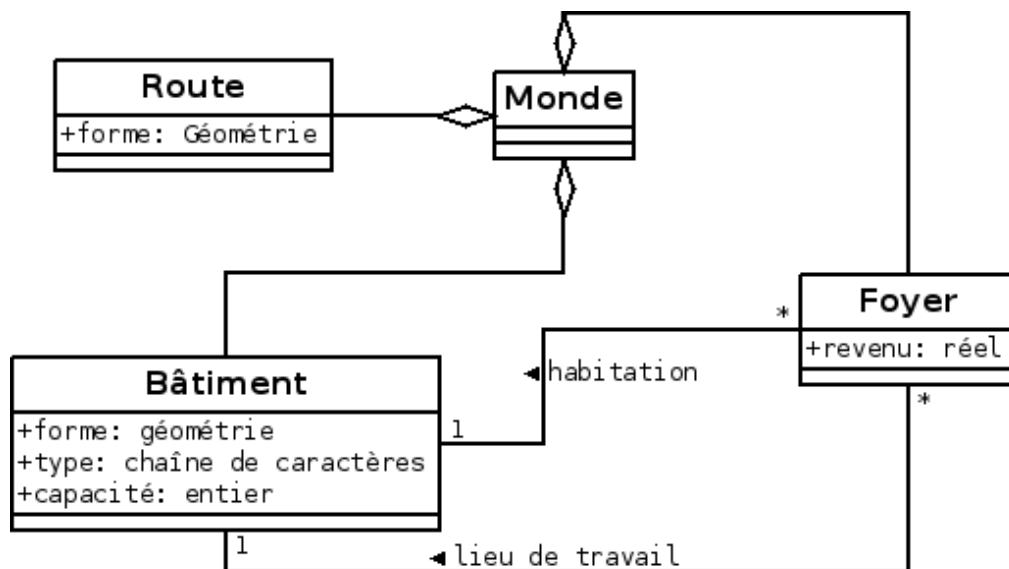 Route
+forme: Géométrie
Monde
Foyer
+revenu: réel
*
*
habitation
Bâtiment
+forme: géométrie
+type: chaîne de caractères
+capacité: entier
1
1
lieu de travail